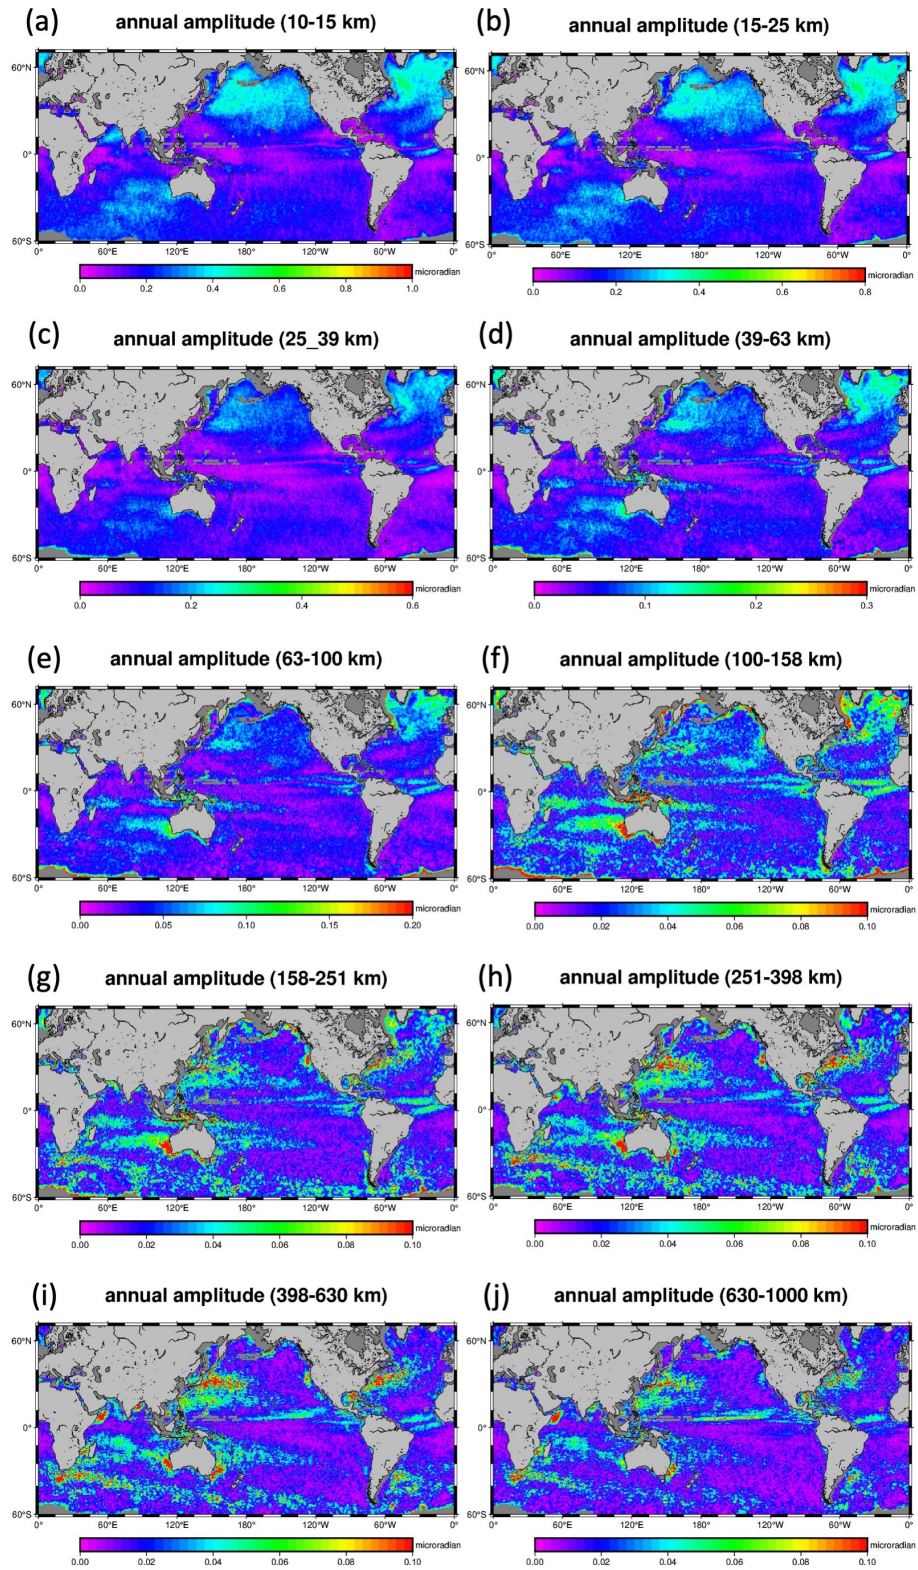 (a) annual amplitude (10-15 km)
60°N
0°
60°S
0° 60°E 120°E 180° 120°W 60°W 0°
microradian
0.0 0.2 0.4 0.6 0.8 1.0
(b) annual amplitude (15-25 km)
60°N
0°
60°S
0° 60°E 120°E 180° 120°W 60°W 0°
microradian
0.0 0.2 0.4 0.6 0.8
(c) annual amplitude (25_39 km)
60°N
0°
60°S
0° 60°E 120°E 180° 120°W 60°W 0°
microradian
0.0 0.2 0.4 0.6
(d) annual amplitude (39-63 km)
60°N
0°
60°S
0° 60°E 120°E 180° 120°W 60°W 0°
microradian
0.0 0.1 0.2 0.3
(e) annual amplitude (63-100 km)
60°N
0°
60°S
0° 60°E 120°E 180° 120°W 60°W 0°
microradian
0.00 0.05 0.10 0.15 0.20
(f) annual amplitude (100-158 km)
60°N
0°
60°S
0° 60°E 120°E 180° 120°W 60°W 0°
microradian
0.00 0.02 0.04 0.06 0.08 0.10
(g) annual amplitude (158-251 km)
60°N
0°
60°S
0° 60°E 120°E 180° 120°W 60°W 0°
microradian
0.00 0.02 0.04 0.06 0.08 0.10
(h) annual amplitude (251-398 km)
60°N
0°
60°S
0° 60°E 120°E 180° 120°W 60°W 0°
microradian
0.00 0.02 0.04 0.06 0.08 0.10
(i) annual amplitude (398-630 km)
60°N
0°
60°S
0° 60°E 120°E 180° 120°W 60°W 0°
microradian
0.00 0.02 0.04 0.06 0.08 0.10
(j) annual amplitude (630-1000 km)
60°N
0°
60°S
0° 60°E 120°E 180° 120°W 60°W 0°
microradian
0.00 0.02 0.04 0.06 0.08 0.10